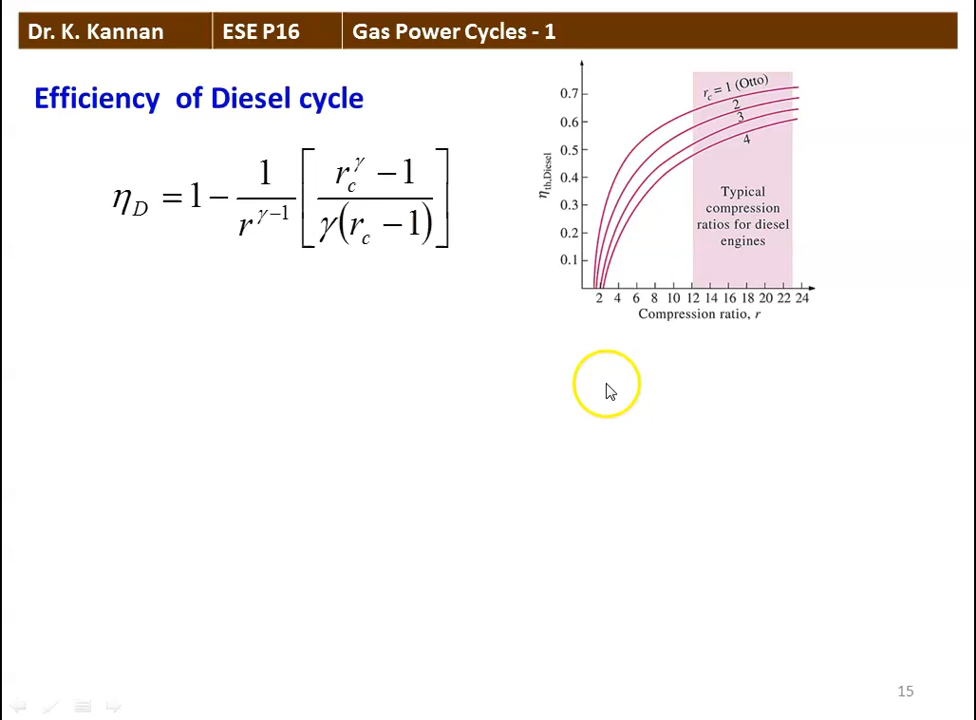 Dr. K. Kannan ESE P16 Gas Power Cycles - 1
Efficiency of Diesel cycle
η_D = 1 − 1/r^(γ−1) [ (r_c^γ − 1) / (γ(r_c − 1)) ]
η_th,Diesel
0.7
0.6
0.5
0.4
0.3
0.2
0.1
r_c = 1 (Otto)
2
3
4
Typical
compression
ratios for diesel
engines
2 4 6 8 10 12 14 16 18 20 22 24
Compression ratio, r
15